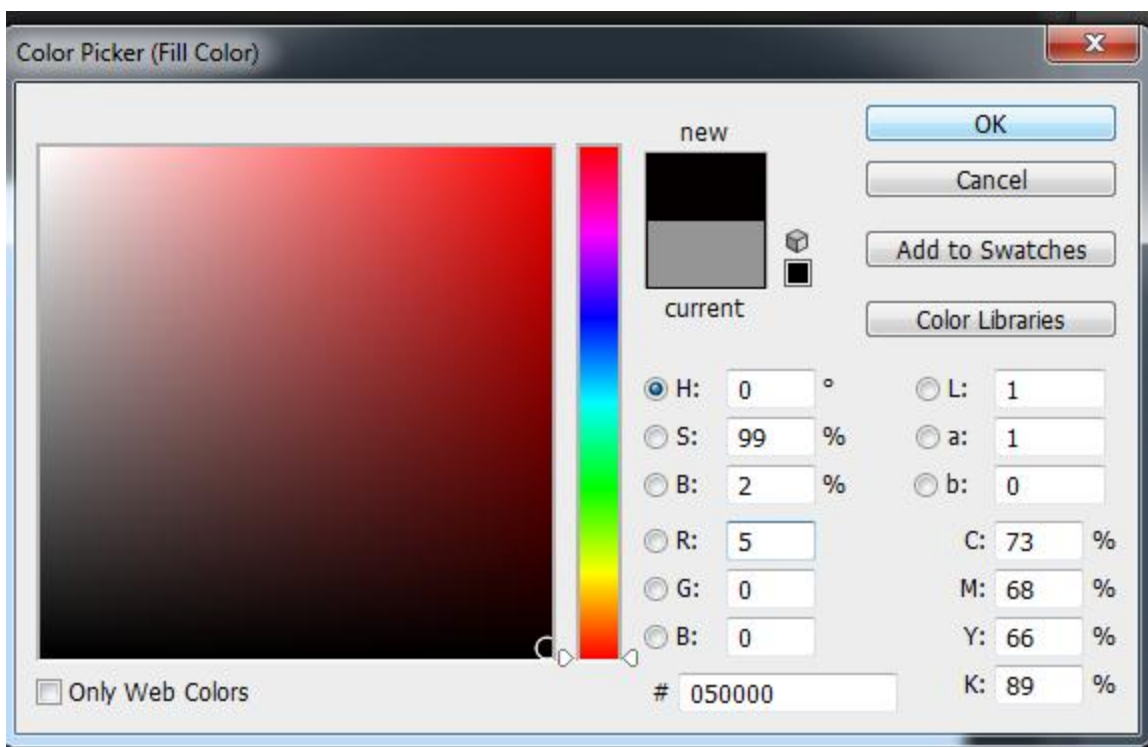 Color Picker (Fill Color)
x
new
current
OK
Cancel
Add to Swatches
Color Libraries
H: 0 °
S: 99 %
B: 2 %
R: 5
G: 0
B: 0
# 050000
L: 1
a: 1
b: 0
C: 73 %
M: 68 %
Y: 66 %
K: 89 %
Only Web Colors